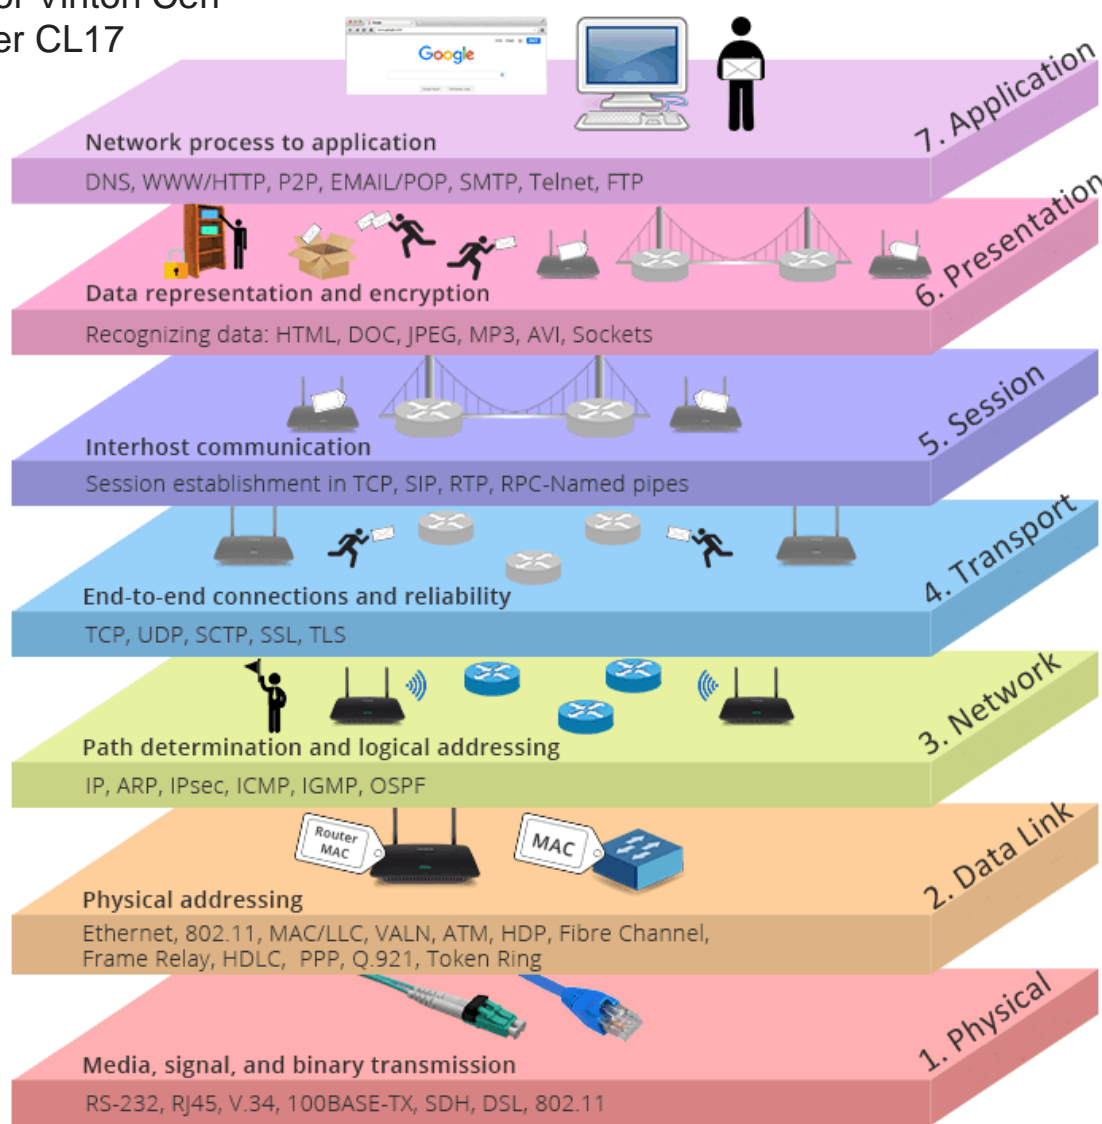 or Vinton Cerf
er CL17
Google
7. Application
Network process to application
DNS, WWW/HTTP, P2P, EMAIL/POP, SMTP, Telnet, FTP
6. Presentation
Data representation and encryption
Recognizing data: HTML, DOC, JPEG, MP3, AVI, Sockets
5. Session
Interhost communication
Session establishment in TCP, SIP, RTP, RPC-Named pipes
4. Transport
End-to-end connections and reliability
TCP, UDP, SCTP, SSL, TLS
3. Network
Path determination and logical addressing
IP, ARP, IPsec, ICMP, IGMP, OSPF
Router
MAC
MAC
2. Data Link
Physical addressing
Ethernet, 802.11, MAC/LLC, VALN, ATM, HDP, Fibre Channel,
Frame Relay, HDLC,  PPP, Q.921, Token Ring
1. Physical
Media, signal, and binary transmission
RS-232, RJ45, V.34, 100BASE-TX, SDH, DSL, 802.11